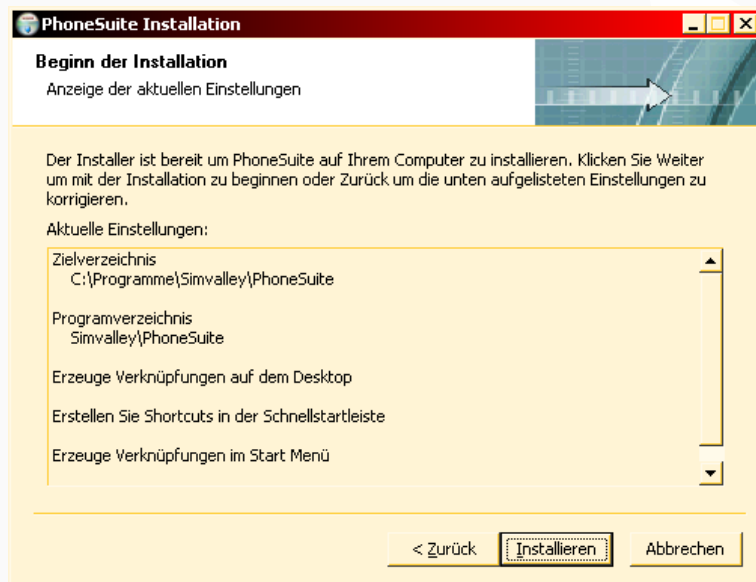 PhoneSuite Installation
Beginn der Installation
Anzeige der aktuellen Einstellungen
Der Installer ist bereit um PhoneSuite auf Ihrem Computer zu installieren. Klicken Sie Weiter
um mit der Installation zu beginnen oder Zurück um die unten aufgelisteten Einstellungen zu
korrigieren.
Aktuelle Einstellungen:
Zielverzeichnis
C:\Programme\Simvalley\PhoneSuite
Programverzeichnis
Simvalley\PhoneSuite
Erzeuge Verknüpfungen auf dem Desktop
Erstellen Sie Shortcuts in der Schnellstartleiste
Erzeuge Verknüpfungen im Start Menü
< Zurück Installieren Abbrechen